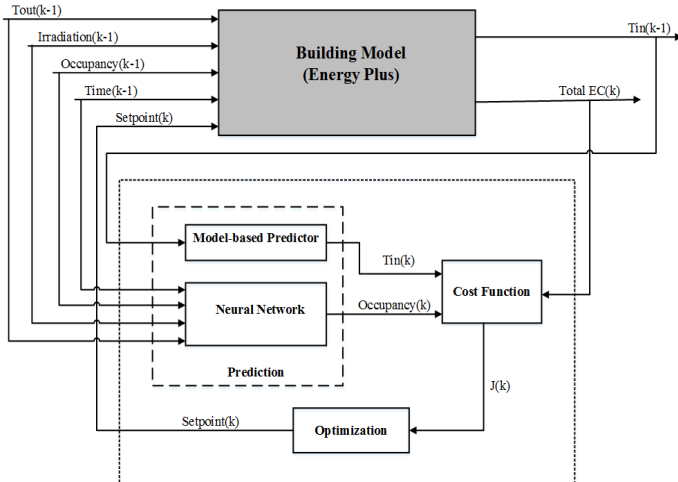 Tout(k-1)
Irradiation(k-1)
Occupancy(k-1)
Time(k-1)
Setpoint(k)
Building Model
(Energy Plus)
Tin(k-1)
Total EC(k)
Model-based Predictor
Tin(k)
Neural Network
Occupancy(k)
Cost Function
Prediction
J(k)
Setpoint(k)
Optimization